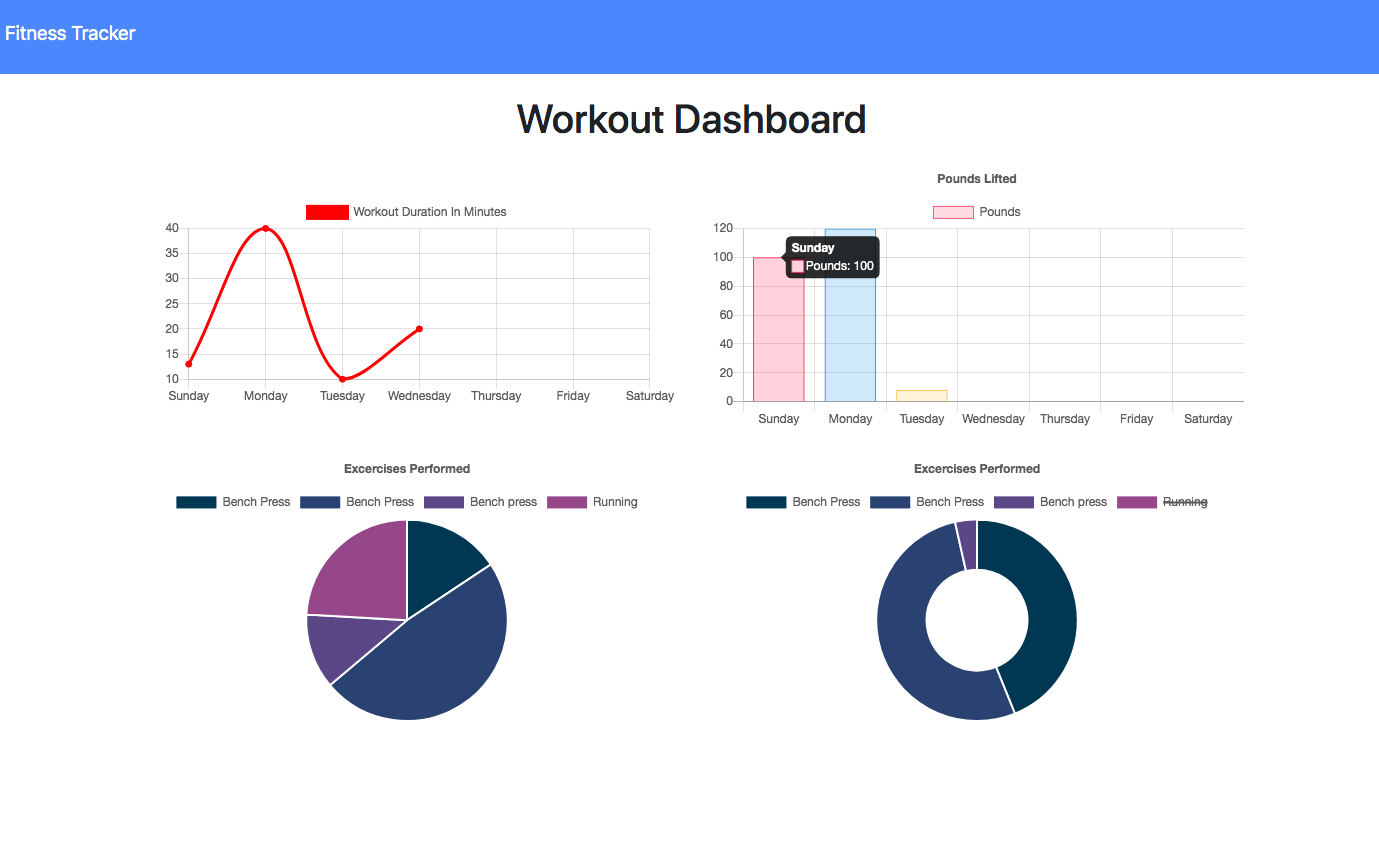 Fitness Tracker
Workout Dashboard
Workout Duration In Minutes
40
35
30
25
20
15
10
Sunday Monday Tuesday Wednesday Thursday Friday Saturday
Pounds Lifted
Pounds
120
100
80
60
40
20
0
Sunday
Pounds: 100
Sunday Monday Tuesday Wednesday Thursday Friday Saturday
Excercises Performed
Bench Press Bench Press Bench press Running
Excercises Performed
Bench Press Bench Press Bench press Running